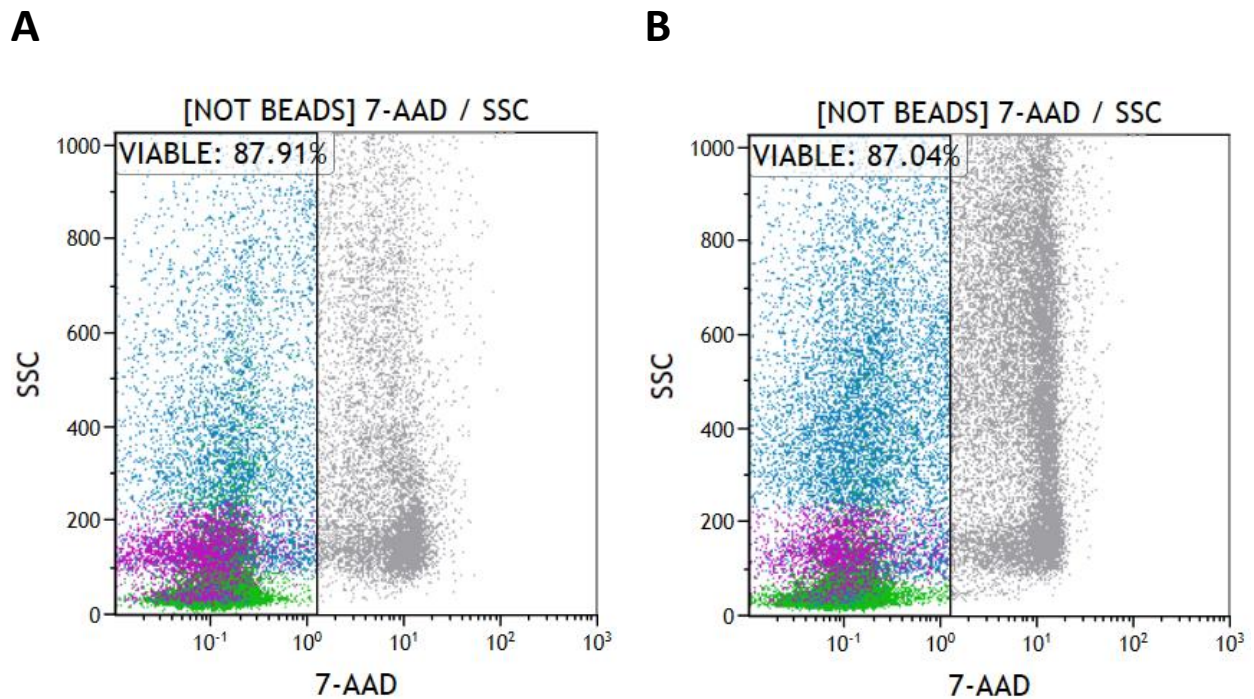 A
B
[NOT BEADS] 7-AAD / SSC
VIABLE: 87.91%
1000
800
600
400
200
0
SSC
10-1
100
101
102
103
7-AAD
[NOT BEADS] 7-AAD / SSC
VIABLE: 87.04%
1000
800
600
400
200
0
SSC
10-1
100
101
102
103
7-AAD